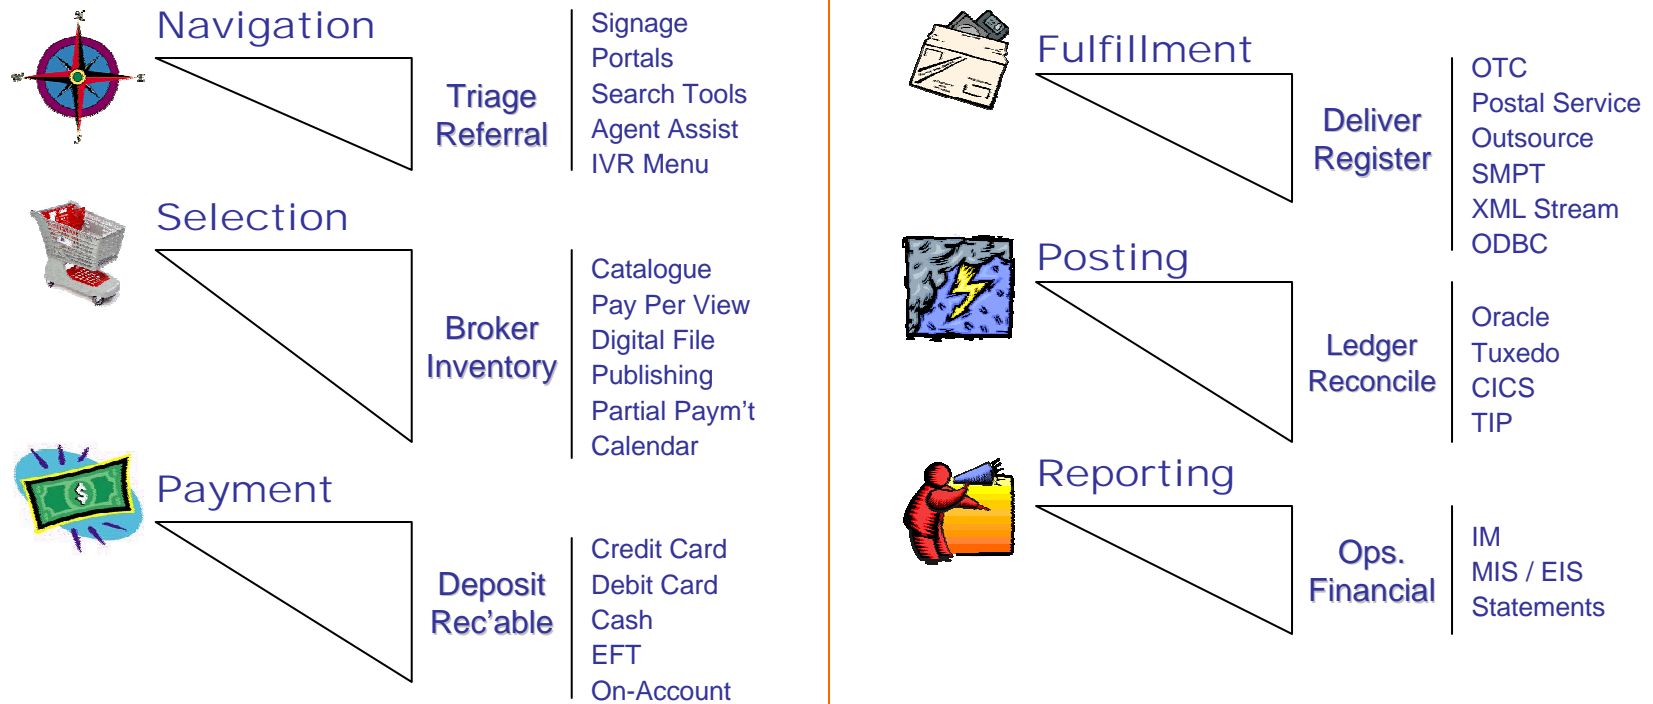 Navigation
Triage
Referral
Signage
Portals
Search Tools
Agent Assist
IVR Menu
Selection
Broker
Inventory
Catalogue
Pay Per View
Digital File
Publishing
Partial Paym't
Calendar
Payment
Deposit
Rec'able
Credit Card
Debit Card
Cash
EFT
On-Account
Fulfillment
Deliver
Register
OTC
Postal Service
Outsource
SMPT
XML Stream
ODBC
Posting
Ledger
Reconcile
Oracle
Tuxedo
CICS
TIP
Reporting
Ops.
Financial
IM
MIS / EIS
Statements